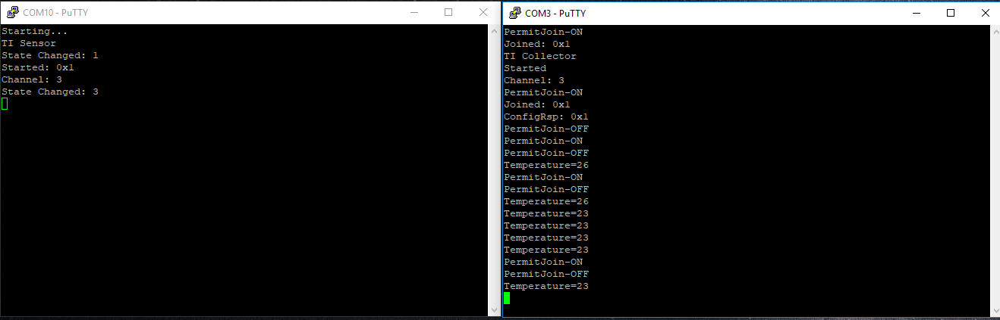 COM10 - PuTTY
Starting...
TI Sensor
State Changed: 1
Started: 0x1
Channel: 3
State Changed: 3
COM3 - PuTTY
PermitJoin-ON
Joined: 0x1
TI Collector
Started
Channel: 3
PermitJoin-ON
Joined: 0x1
ConfigRsp: 0x1
PermitJoin-OFF
PermitJoin-ON
PermitJoin-OFF
Temperature=26
PermitJoin-ON
PermitJoin-OFF
Temperature=26
Temperature=23
Temperature=23
Temperature=23
Temperature=23
PermitJoin-ON
PermitJoin-OFF
Temperature=23